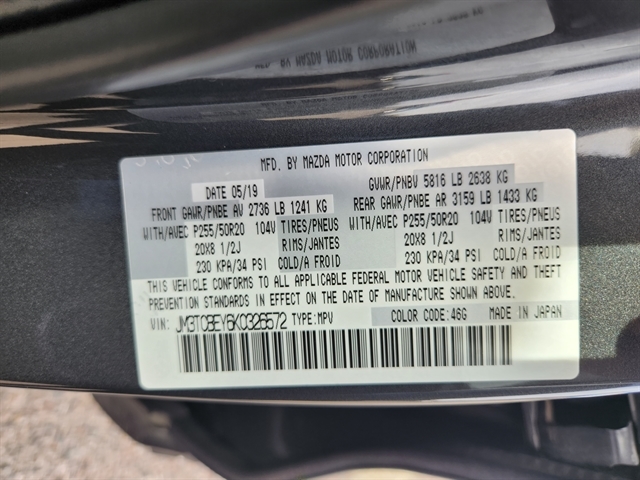 MFD. BY MAZDA MOTOR CORPORATION
DATE 05/19
GVWR/PNBV 5816 LB 2638 KG
FRONT GAWR/PNBE AV 2736 LB 1241 KG
REAR GAWR/PNBE AR 3159 LB 1433 KG
WITH/AVEC P255/50R20 104V TIRES/PNEUS
P255/50R20 104V TIRES/PNEUS
20X8 1/2J RIMS/JANTES
20X8 1/2J RIMS/JANTES
230 KPA/34 PSI COLD/A FROID
230 KPA/34 PSI COLD/A FROID
THIS VEHICLE CONFORMS TO ALL APPLICABLE FEDERAL MOTOR VEHICLE SAFETY AND THEFT
PREVENTION STANDARDS IN EFFECT ON THE DATE OF MANUFACTURE SHOWN ABOVE.
VIN: JM3TCBEY6K0326572 TYPE:MPV COLOR CODE:46G MADE IN JAPAN